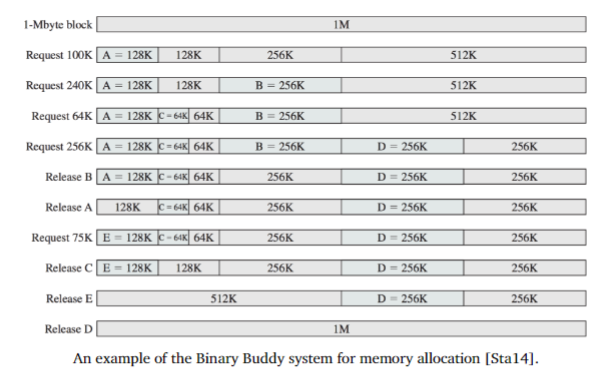 1-Mbyte block 1M
Request 100K A = 128K 128K 256K 512K
Request 240K A = 128K 128K B = 256K 512K
Request 64K A = 128K C = 64K 64K B = 256K 512K
Request 256K A = 128K C = 64K 64K B = 256K D = 256K 256K
Release B A = 128K C = 64K 64K 256K D = 256K 256K
Release A 128K C = 64K 64K 256K D = 256K 256K
Request 75K E = 128K C = 64K 64K 256K D = 256K 256K
Release C E = 128K 128K 256K D = 256K 256K
Release E 512K D = 256K 256K
Release D 1M
An example of the Binary Buddy system for memory allocation [Sta14].